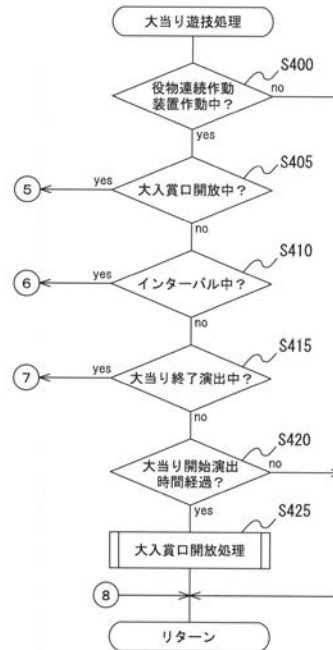 大当り遊技処理
S400
役物連続作動
装置作動中？
no
yes
S405
⑤
yes
大入賞口開放中？
no
S410
⑥
yes
インターバル中？
no
S415
⑦
yes
大当り終了演出中？
no
S420
大当り開始演出
時間経過？
no
yes
S425
大入賞口開放処理
⑧
リターン